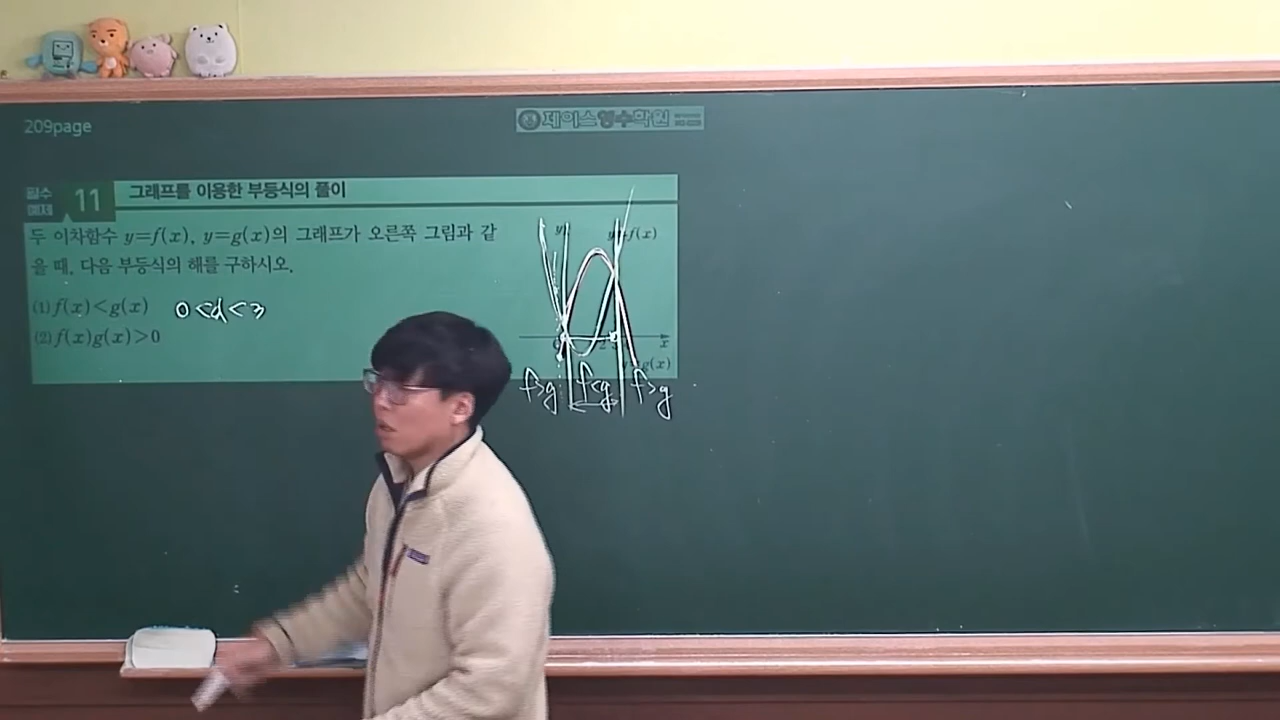 209page
제이스영수학원
필수 예제 11 그래프를 이용한 부등식의 풀이
두 이차함수 y=f(x), y=g(x)의 그래프가 오른쪽 그림과 같
을 때, 다음 부등식의 해를 구하시오.
(1) f(x)<g(x) 0<x<3
(2) f(x)g(x)>0
y
f(x)
x
g(x)
f>g f<g f>g